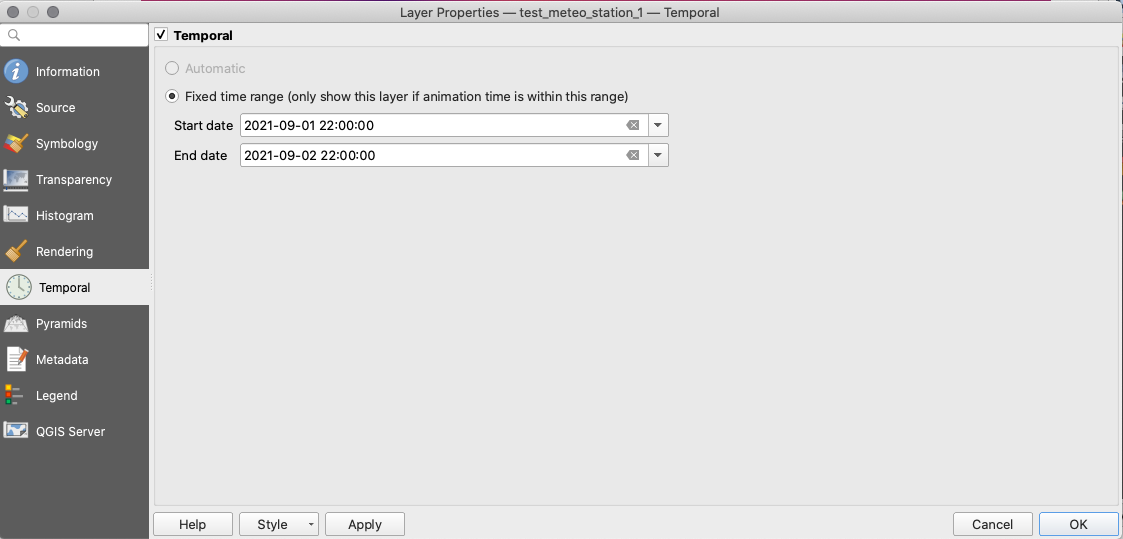 Layer Properties — test_meteo_station_1 — Temporal
Temporal
Information
Source
Symbology
Transparency
Histogram
Rendering
Temporal
Pyramids
Metadata
Legend
QGIS Server
Automatic
Fixed time range (only show this layer if animation time is within this range)
Start date 2021-09-01 22:00:00
End date 2021-09-02 22:00:00
Help Style Apply Cancel OK